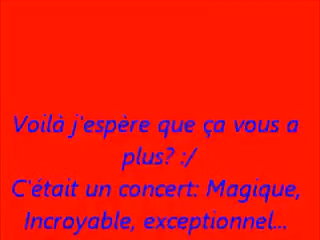 Voilà j'espère que ça vous a
plus? :/
C'était un concert: Magique,
Incroyable, exceptionnel...